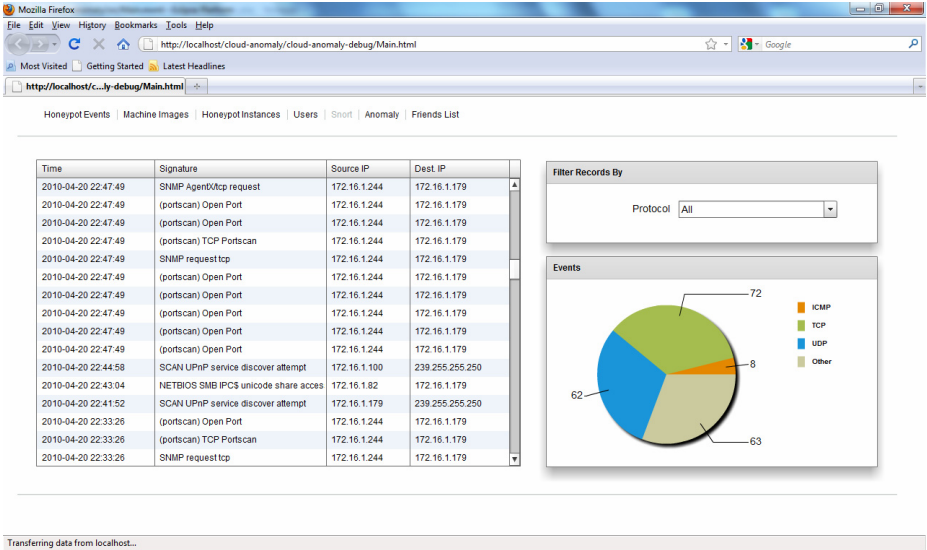 Mozilla Firefox
File Edit View History Bookmarks Tools Help
http://localhost/cloud-anomaly/cloud-anomaly-debug/Main.html
Google
Most Visited Getting Started Latest Headlines
http://localhost/c...ly-debug/Main.html
Honeypot Events Machine Images Honeypot Instances Users Snort Anomaly Friends List
Time Signature Source IP Dest. IP
2010-04-20 22:47:49 SNMP AgentX/tcp request 172.16.1.244 172.16.1.179
2010-04-20 22:47:49 (portscan) Open Port 172.16.1.244 172.16.1.179
2010-04-20 22:47:49 (portscan) Open Port 172.16.1.244 172.16.1.179
2010-04-20 22:47:49 (portscan) TCP Portscan 172.16.1.244 172.16.1.179
2010-04-20 22:47:49 SNMP request tcp 172.16.1.244 172.16.1.179
2010-04-20 22:47:49 (portscan) Open Port 172.16.1.244 172.16.1.179
2010-04-20 22:47:49 (portscan) Open Port 172.16.1.244 172.16.1.179
2010-04-20 22:47:49 (portscan) Open Port 172.16.1.244 172.16.1.179
2010-04-20 22:47:49 (portscan) Open Port 172.16.1.244 172.16.1.179
2010-04-20 22:47:49 (portscan) Open Port 172.16.1.244 172.16.1.179
2010-04-20 22:44:58 SCAN UPnP service discover attempt 172.16.1.100 239.255.255.250
2010-04-20 22:43:04 NETBIOS SMB IPC$ unicode share acces 172.16.1.82 172.16.1.179
2010-04-20 22:41:52 SCAN UPnP service discover attempt 172.16.1.179 239.255.255.250
2010-04-20 22:33:26 (portscan) Open Port 172.16.1.244 172.16.1.179
2010-04-20 22:33:26 (portscan) TCP Portscan 172.16.1.244 172.16.1.179
2010-04-20 22:33:26 SNMP request tcp 172.16.1.244 172.16.1.179
Filter Records By
Protocol All
Events
72
8
62
63
ICMP
TCP
UDP
Other
Transferring data from localhost...